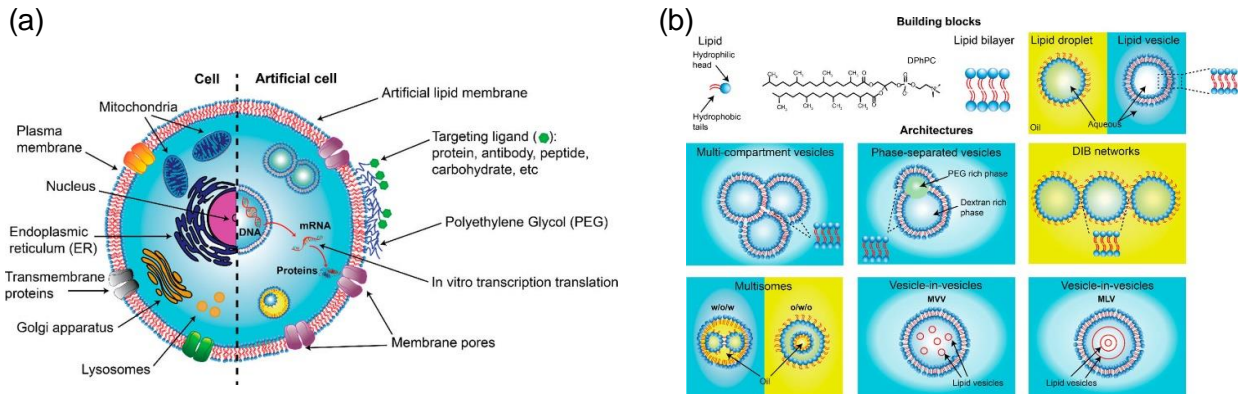 (a)
Cell
Artificial cell
Mitochondria
Plasma
membrane
Nucleus
Endoplasmic
reticulum (ER)
Transmembrane
proteins
Golgi apparatus
Lysosomes
DNA
mRNA
Proteins
Artificial lipid membrane
Targeting ligand ( ):
protein, antibody, peptide,
carbohydrate, etc
Polyethylene Glycol (PEG)
In vitro transcription translation
Membrane pores
(b)
Building blocks
Lipid
Hydrophilic
head
Hydrophobic
tails
DPhPC
Lipid bilayer
Lipid droplet
Lipid vesicle
Oil
Aqueous
Architectures
Multi-compartment vesicles
Phase-separated vesicles
PEG rich phase
Dextran rich
phase
DIB networks
Multisomes
w/o/w
o/w/o
Oil
Vesicle-in-vesicles
MVV
Lipid vesicles
Vesicle-in-vesicles
MLV
Lipid vesicles